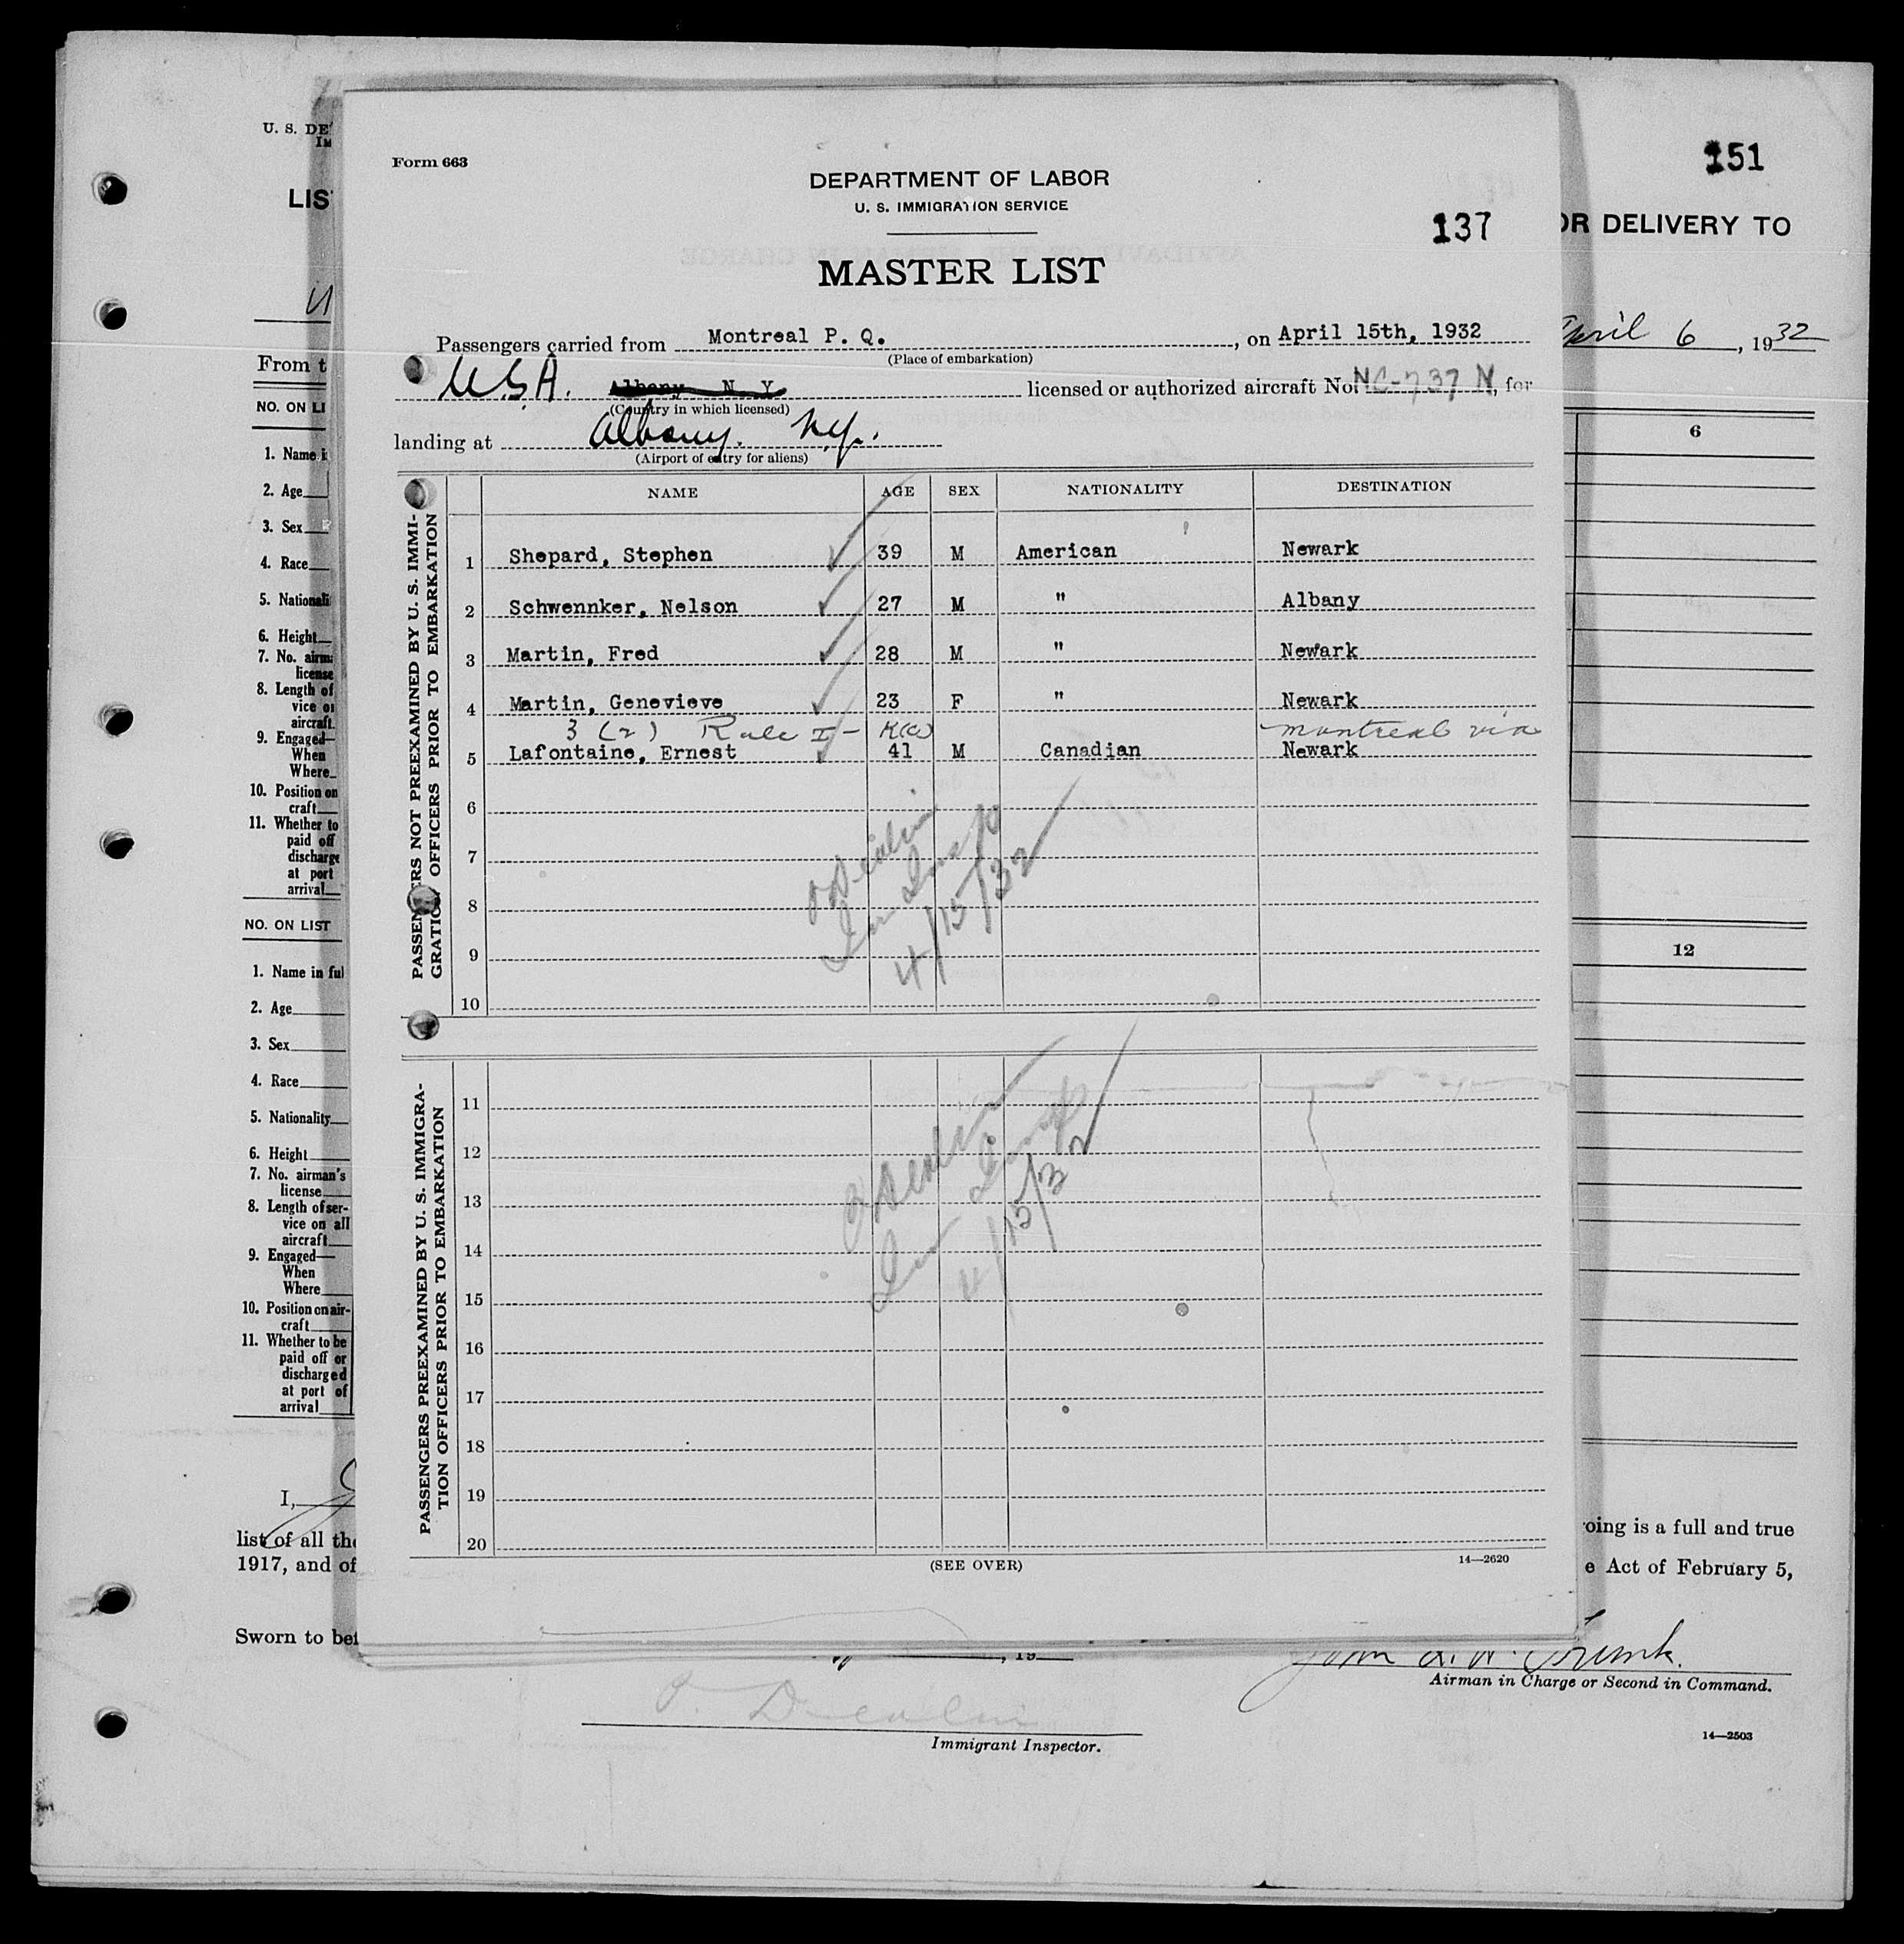 Form 663
DEPARTMENT OF LABOR
U. S. IMMIGRATION SERVICE
137
MASTER LIST
Passengers carried from Montreal P. Q., on April 15th, 1932
(Place of embarkation)
U.S.A. Albany N Y licensed or authorized aircraft No. NC-737 N, for
(Country in which licensed)
landing at Albany. N.Y.
(Airport of entry for aliens)
NAME AGE SEX NATIONALITY DESTINATION
PASSENGERS NOT PREEXAMINED BY U. S. IMMI-
GRATION OFFICERS PRIOR TO EMBARKATION
1 Shepard, Stephen 39 M American Newark
2 Schwennker, Nelson 27 M " Albany
3 Martin, Fred 28 M " Newark
4 Martin, Genevieve 23 F " Newark
3 (2) Rule I - montreal via
5 Lafontaine, Ernest 41 M Canadian Newark
6
7
8
9
10
4/15/32
PASSENGERS PREEXAMINED BY U. S. IMMIGRA-
TION OFFICERS PRIOR TO EMBARKATION
11
12
13
14
15
16
17
18
19
20
4/15/32
(SEE OVER)
14—2620
U. S. DE
IM
151
LIS
OR DELIVERY TO
April 6, 1932
From t
NO. ON LI
6
1. Name i
2. Age
3. Sex
4. Race
5. Nationali
6. Height
7. No. airm
license
8. Length of
vice o
aircraft.
9. Engaged—
When
Where
10. Position on
craft
11. Whether to
paid off
discharge
at port
arrival
NO. ON LIST
12
1. Name in ful
2. Age
3. Sex
4. Race
5. Nationality
6. Height
7. No. airman's
license
8. Length of ser-
vice on all
aircraft
9. Engaged—
When
Where
10. Position on air-
craft
11. Whether to be
paid off or
discharged
at port of
arrival
I,
list of all the
oing is a full and true
1917, and of
e Act of February 5,
Sworn to bef
, 19
Airman in Charge or Second in Command.
Immigrant Inspector.
14—2503